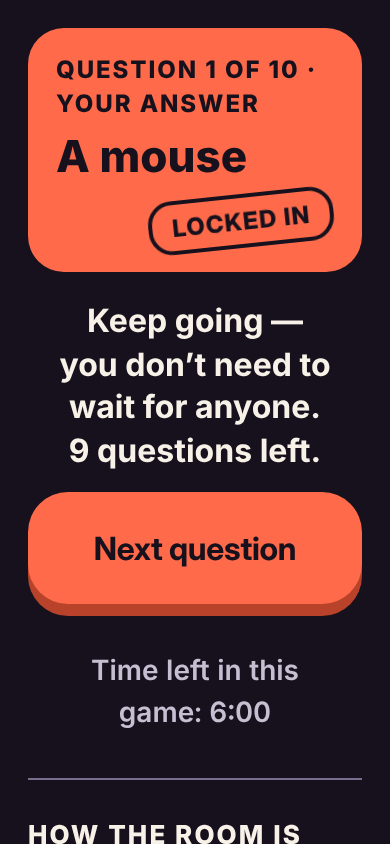 QUESTION 1 OF 10 ·
YOUR ANSWER
A mouse
LOCKED IN
Keep going —
you don’t need to
wait for anyone.
9 questions left.
Next question
Time left in this
game: 6:00
HOW THE ROOM IS